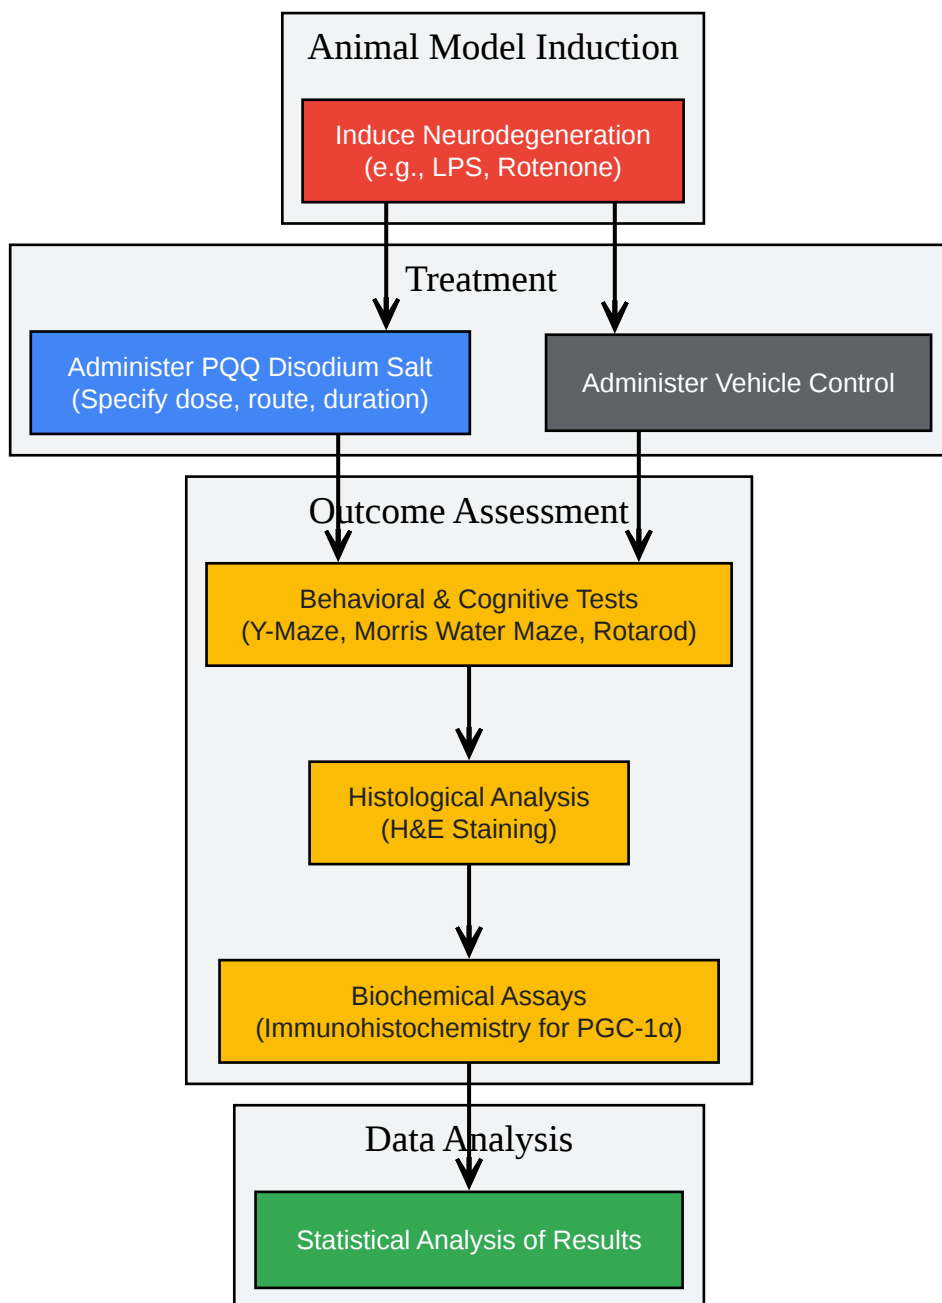 Animal Model Induction
Induce Neurodegeneration
(e.g., LPS, Rotenone)
Treatment
Administer PQQ Disodium Salt
(Specify dose, route, duration)
Administer Vehicle Control
Outcome Assessment
Behavioral & Cognitive Tests
(Y-Maze, Morris Water Maze, Rotarod)
Histological Analysis
(H&E Staining)
Biochemical Assays
(Immunohistochemistry for PGC-1α)
Data Analysis
Statistical Analysis of Results